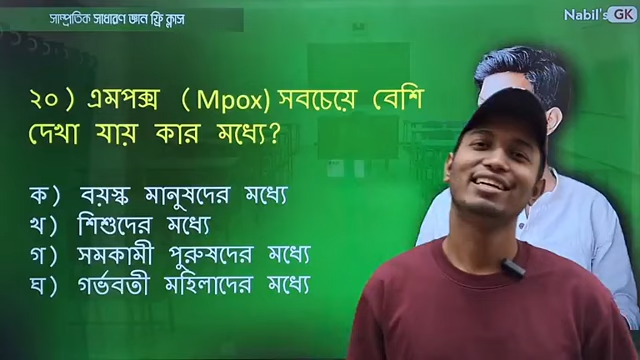 সাম্প্রতিক সাধারণ জ্ঞান ফ্রি ক্লাস
Nabil's GK
২০) এমপক্স (Mpox) সবচেয়ে বেশি
দেখা যায় কার মধ্যে?
ক) বয়স্ক মানুষদের মধ্যে
খ) শিশুদের মধ্যে
গ) সমকামী পুরুষদের মধ্যে
ঘ) গর্ভবতী মহিলাদের মধ্যে